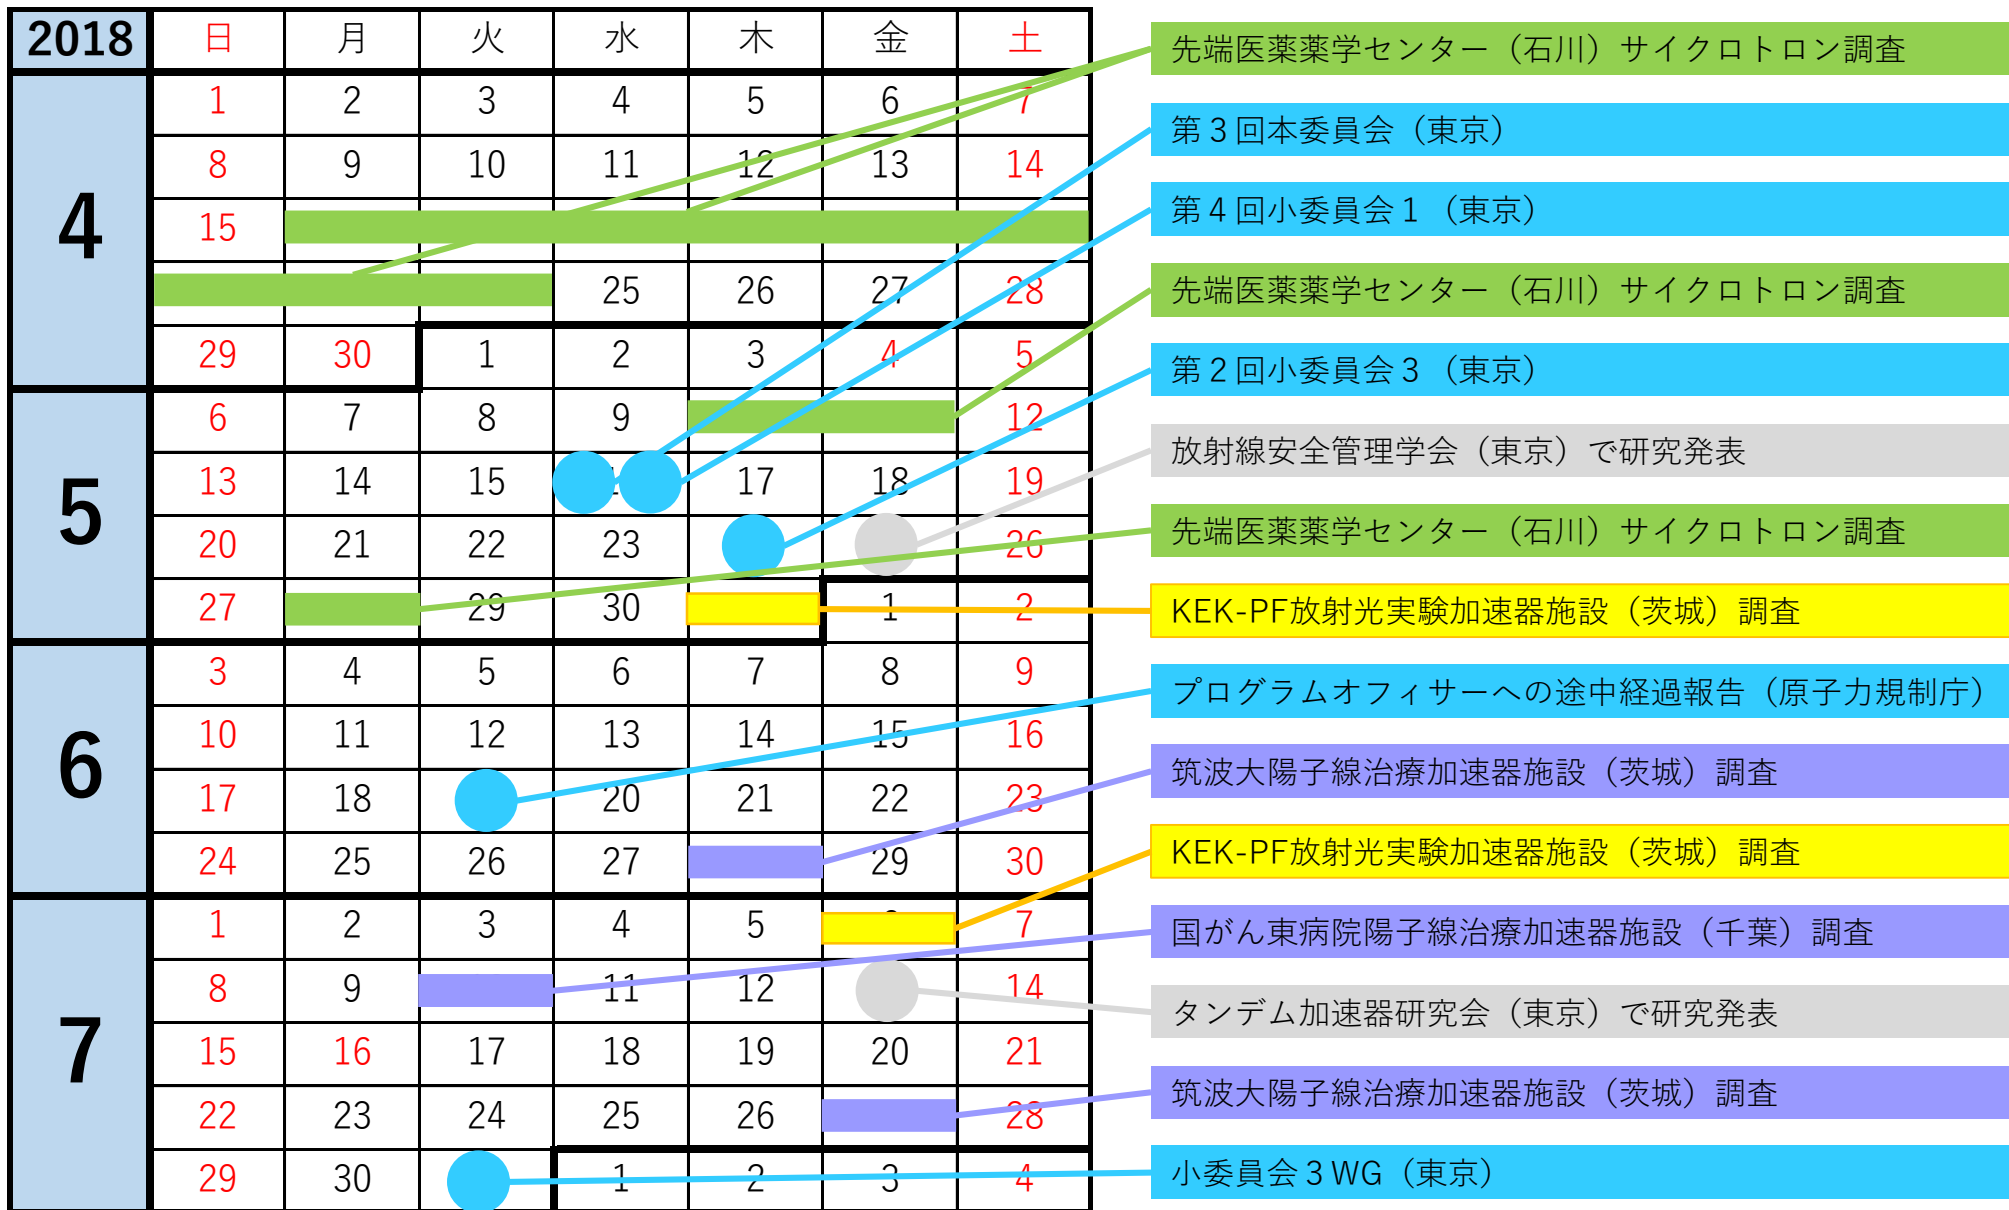 2018 日 月 火 水 木 金 土
4
1 2 3 4 5 6 7
8 9 10 11 12 13 14
15
25 26 27 28
29 30 1 2 3 4 5
5
6 7 8 9 12
13 14 15 17 18 19
20 21 22 23 26
27 29 30 1 2
6
3 4 5 6 7 8 9
10 11 12 13 14 15 16
17 18 20 21 22 23
24 25 26 27 29 30
7
1 2 3 4 5 7
8 9 11 12 14
15 16 17 18 19 20 21
22 23 24 25 26 28
29 30 1 2 3 4
先端医薬薬学センター（石川）サイクロトロン調査
第３回本委員会（東京）
第４回小委員会１（東京）
先端医薬薬学センター（石川）サイクロトロン調査
第２回小委員会３（東京）
放射線安全管理学会（東京）で研究発表
先端医薬薬学センター（石川）サイクロトロン調査
KEK-PF放射光実験加速器施設（茨城）調査
プログラムオフィサーへの途中経過報告（原子力規制庁）
筑波大陽子線治療加速器施設（茨城）調査
KEK-PF放射光実験加速器施設（茨城）調査
国がん東病院陽子線治療加速器施設（千葉）調査
タンデム加速器研究会（東京）で研究発表
筑波大陽子線治療加速器施設（茨城）調査
小委員会３WG（東京）